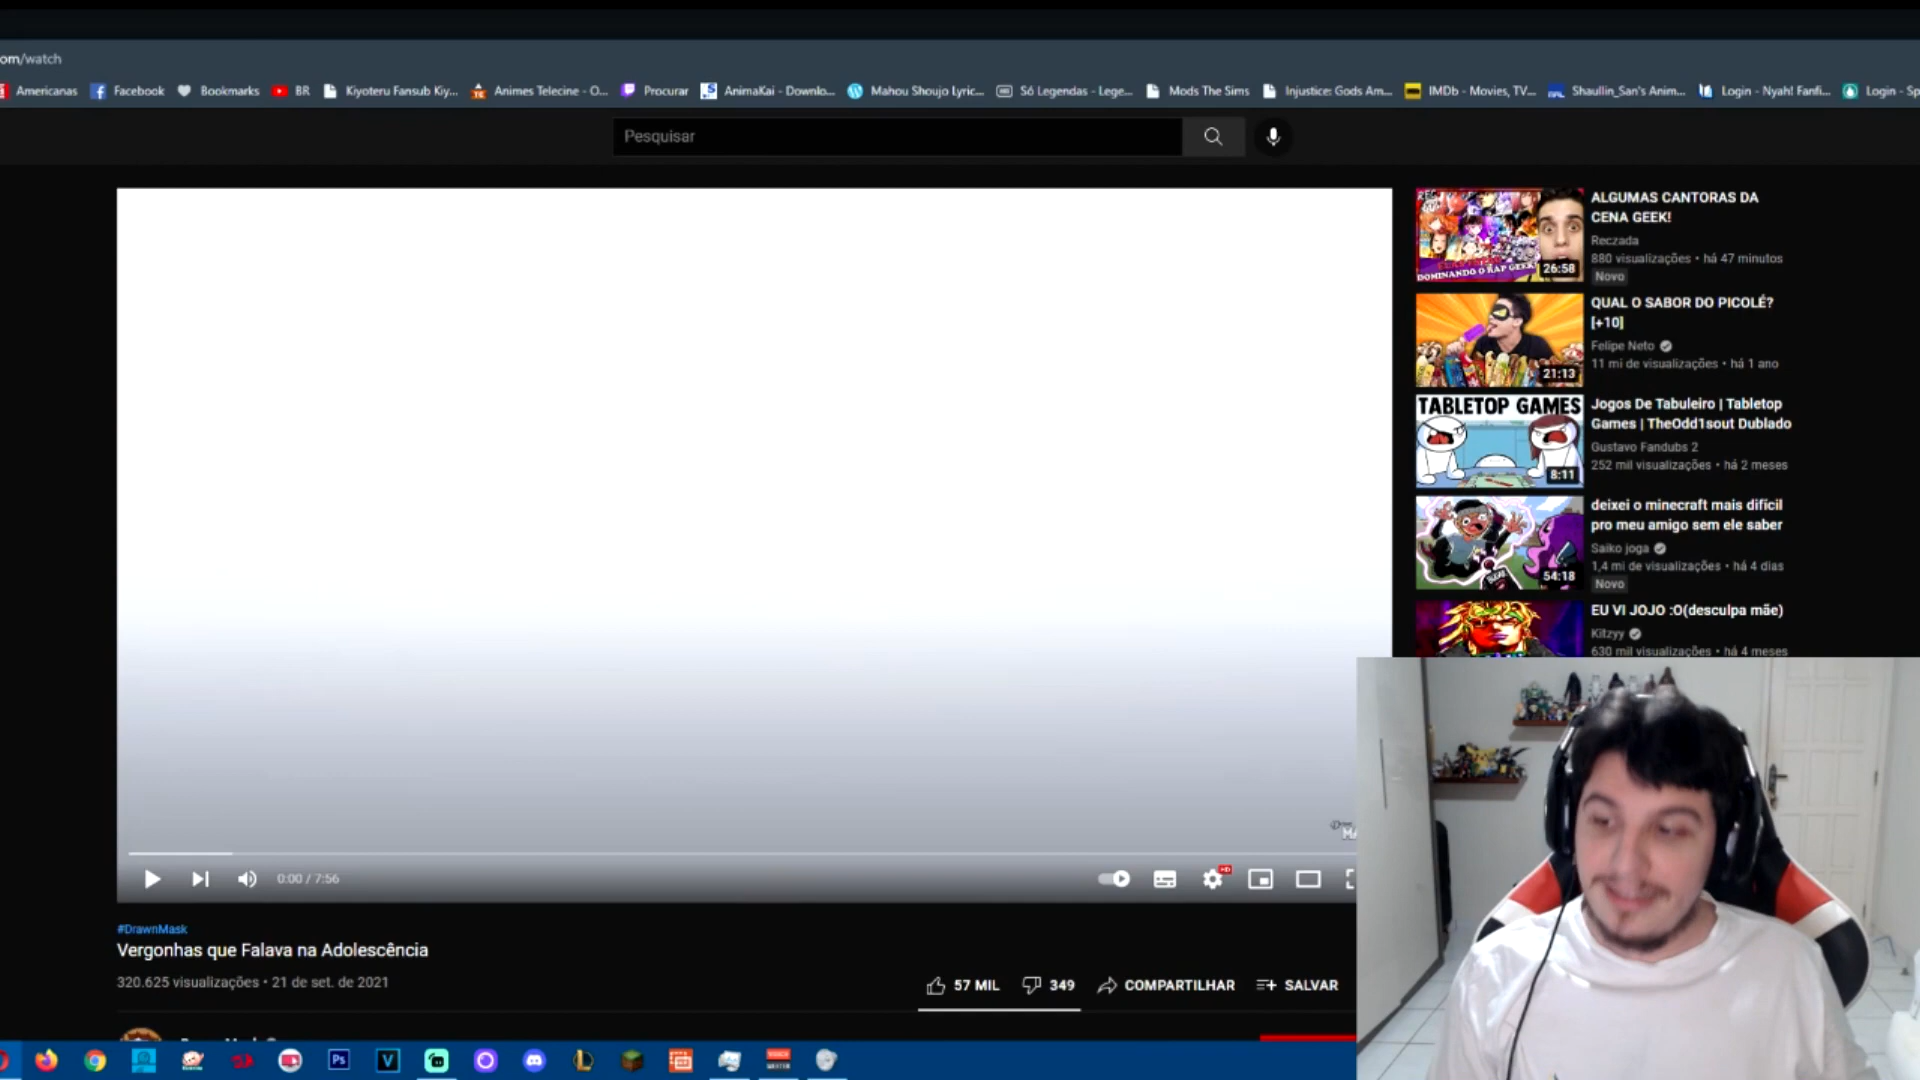 om/watch
Americanas
Facebook
Bookmarks
BR
Kiyoteru Fansub Kiy...
Animes Telecine - O...
Procurar
AnimaKai - Downlo...
Mahou Shoujo Lyric...
Só Legendas - Lege...
Mods The Sims
Injustice: Gods Am...
IMDb - Movies, TV...
Shaullin_San's Anim...
Login - Nyah! Fanfi...
Login - Sp
Pesquisar
DOMINANDO O RAP GEEK!
26:58
ALGUMAS CANTORAS DA
CENA GEEK!
Reczada
880 visualizações • há 47 minutos
Novo
21:13
QUAL O SABOR DO PICOLÉ?
[+10]
Felipe Neto
11 mi de visualizações • há 1 ano
TABLETOP GAMES
8:11
Jogos De Tabuleiro | Tabletop
Games | TheOdd1sout Dublado
Gustavo Fandubs 2
252 mil visualizações • há 2 meses
54:18
deixei o minecraft mais difícil
pro meu amigo sem ele saber
Saiko joga
1,4 mi de visualizações • há 4 dias
Novo
EU VI JOJO :O(desculpa mãe)
Kitzyy
630 mil visualizações • há 4 meses
0:00 / 7:56
HD
#DrawnMask
Vergonhas que Falava na Adolescência
320.625 visualizações • 21 de set. de 2021
57 MIL
349
COMPARTILHAR
SALVAR
Ps
V